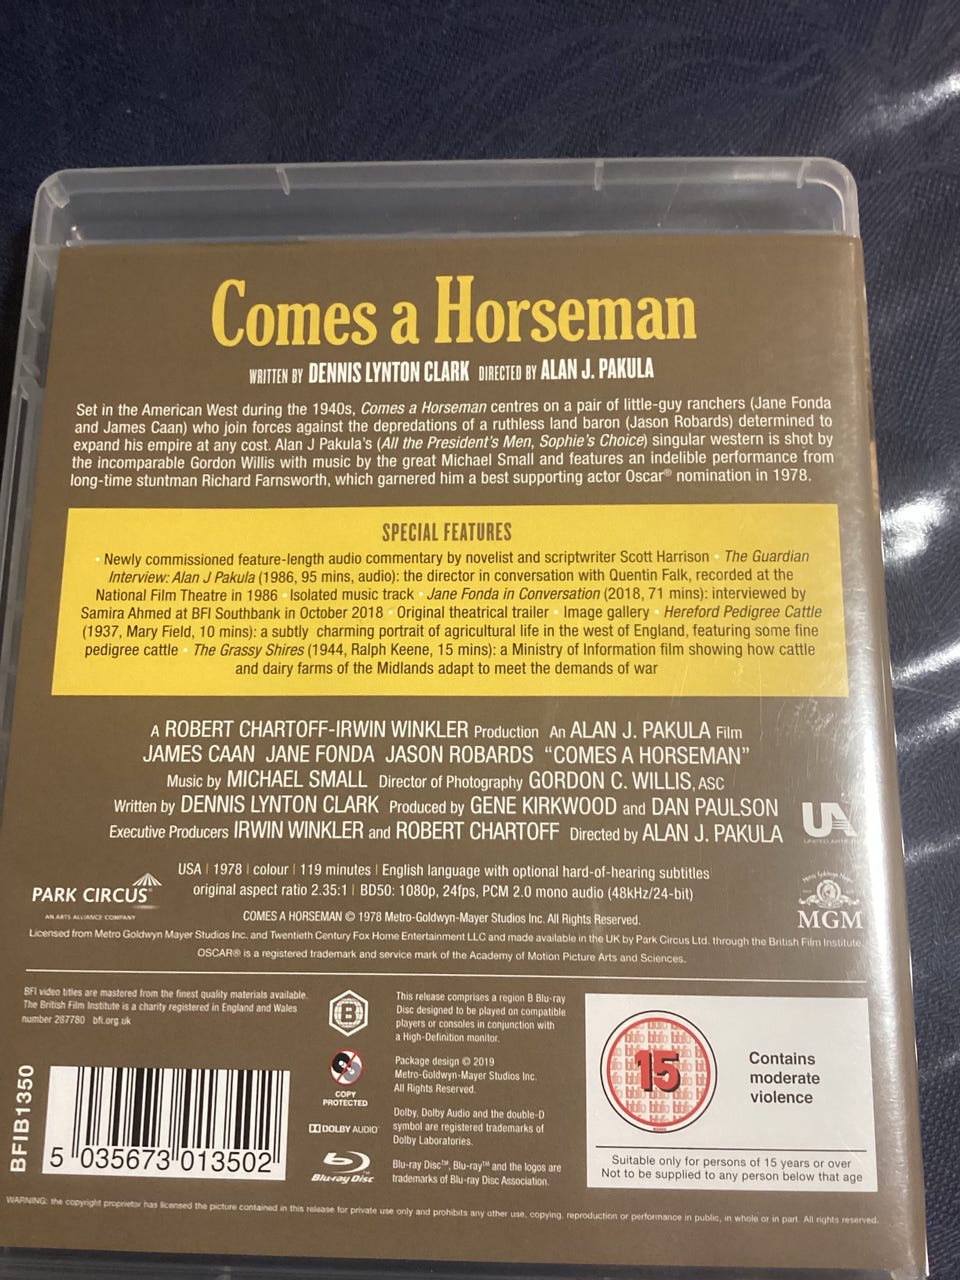 Comes a Horseman
WRITTEN BY DENNIS LYNTON CLARK DIRECTED BY ALAN J. PAKULA
Set in the American West during the 1940s, Comes a Horseman centres on a pair of little-guy ranchers (Jane Fonda
and James Caan) who join forces against the depredations of a ruthless land baron (Jason Robards) determined to
expand his empire at any cost. Alan J Pakula's (All the President's Men, Sophie's Choice) singular western is shot by
the incomparable Gordon Willis with music by the great Michael Small and features an indelible performance from
long-time stuntman Richard Farnsworth, which garnered him a best supporting actor Oscar® nomination in 1978.
SPECIAL FEATURES
• Newly commissioned feature-length audio commentary by novelist and scriptwriter Scott Harrison • The Guardian
Interview: Alan J Pakula (1986, 95 mins, audio): the director in conversation with Quentin Falk, recorded at the
National Film Theatre in 1986 • Isolated music track • Jane Fonda in Conversation (2018, 71 mins): interviewed by
Samira Ahmed at BFI Southbank in October 2018 • Original theatrical trailer • Image gallery • Hereford Pedigree Cattle
(1937, Mary Field, 10 mins): a subtly charming portrait of agricultural life in the west of England, featuring some fine
pedigree cattle • The Grassy Shires (1944, Ralph Keene, 15 mins): a Ministry of Information film showing how cattle
and dairy farms of the Midlands adapt to meet the demands of war
A ROBERT CHARTOFF-IRWIN WINKLER Production An ALAN J. PAKULA Film
JAMES CAAN JANE FONDA JASON ROBARDS "COMES A HORSEMAN"
Music by MICHAEL SMALL Director of Photography GORDON C. WILLIS, ASC
Written by DENNIS LYNTON CLARK Produced by GENE KIRKWOOD and DAN PAULSON
Executive Producers IRWIN WINKLER and ROBERT CHARTOFF Directed by ALAN J. PAKULA
UA
UNITED ARTISTS
USA | 1978 | colour | 119 minutes | English language with optional hard-of-hearing subtitles
original aspect ratio 2.35:1 | BD50: 1080p, 24fps, PCM 2.0 mono audio (48kHz/24-bit)
PARK CIRCUS
AN ARTS ALLIANCE COMPANY
Metro Goldwyn Mayer
MGM
COMES A HORSEMAN © 1978 Metro-Goldwyn-Mayer Studios Inc. All Rights Reserved.
Licensed from Metro Goldwyn Mayer Studios Inc. and Twentieth Century Fox Home Entertainment LLC and made available in the UK by Park Circus Ltd. through the British Film Institute.
OSCAR® is a registered trademark and service mark of the Academy of Motion Picture Arts and Sciences.
BFI video titles are mastered from the finest quality materials available.
The British Film Institute is a charity registered in England and Wales
number 287780 bfi.org.uk
BFIB1350
5 035673 013502
B
COPY
PROTECTED
DOLBY AUDIO™
Blu-ray Disc™
This release comprises a region B Blu-ray
Disc designed to be played on compatible
players or consoles in conjunction with
a High-Definition monitor.
Package design © 2019
Metro-Goldwyn-Mayer Studios Inc.
All Rights Reserved.
Dolby, Dolby Audio and the double-D
symbol are registered trademarks of
Dolby Laboratories.
Blu-ray Disc™, Blu-ray™ and the logos are
trademarks of Blu-ray Disc Association.
15
Contains
moderate
violence
Suitable only for persons of 15 years or over
Not to be supplied to any person below that age
WARNING: the copyright proprietor has licensed the picture contained in this release for private use only and prohibits any other use, copying, reproduction or performance in public, in whole or in part. All rights reserved.